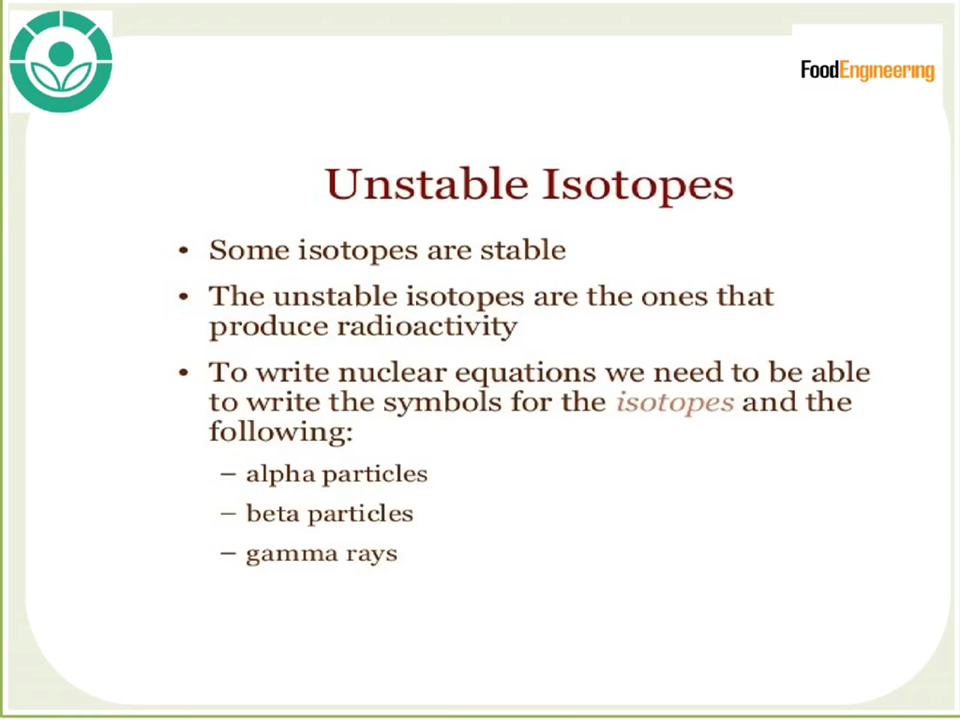 FoodEngineering
Unstable Isotopes
• Some isotopes are stable
• The unstable isotopes are the ones that
produce radioactivity
• To write nuclear equations we need to be able
to write the symbols for the isotopes and the
following:
– alpha particles
– beta particles
– gamma rays